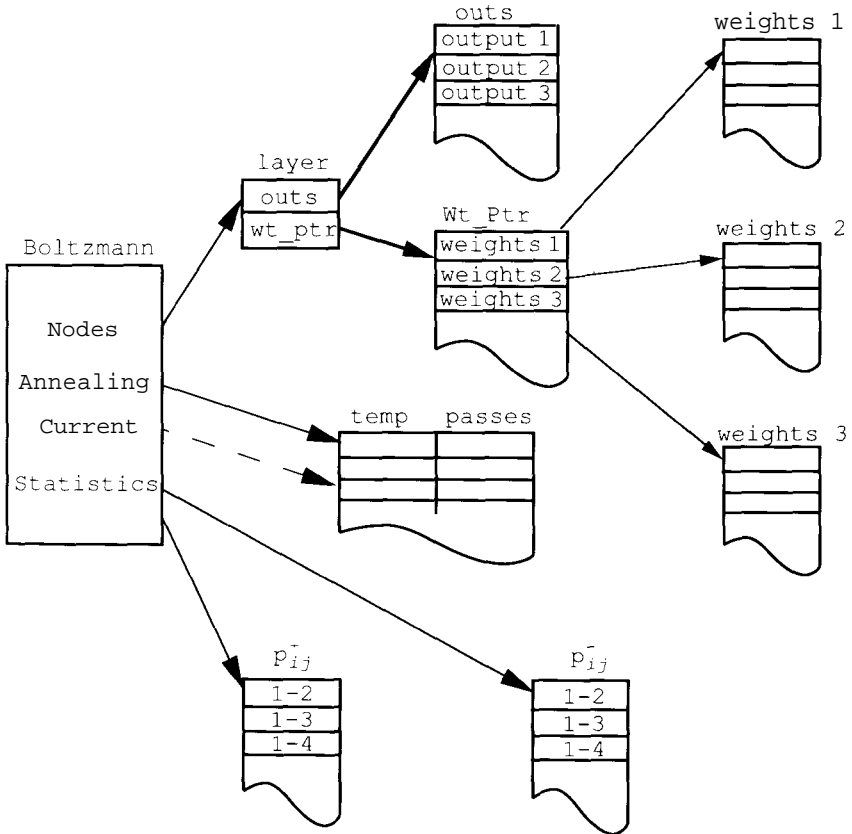 outs
output 1
output 2
output 3
weights 1
layer
outs
wt_ptr
Wt_Ptr
weights 1
weights 2
weights 3
weights 2
Boltzmann
Nodes
Annealing
Current
Statistics
temp passes
weights 3
p⁺ij
1-2
1-3
1-4
p⁻ij
1-2
1-3
1-4